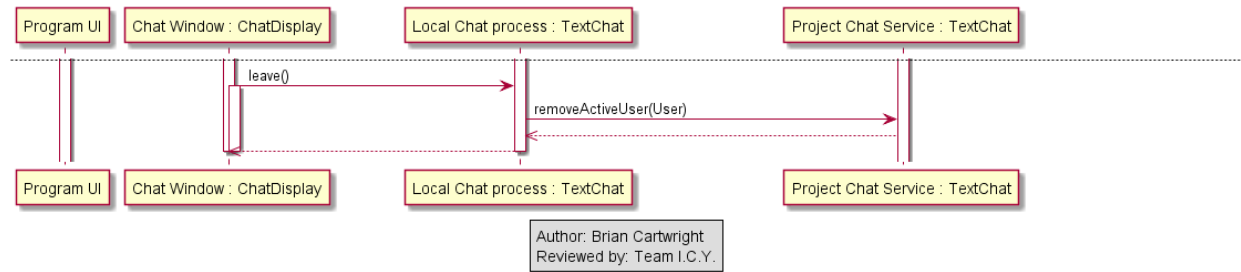 Program UI
Chat Window : ChatDisplay
Local Chat process : TextChat
Project Chat Service : TextChat
leave()
removeActiveUser(User)
Program UI
Chat Window : ChatDisplay
Local Chat process : TextChat
Project Chat Service : TextChat
Author: Brian Cartwright
Reviewed by: Team I.C.Y.